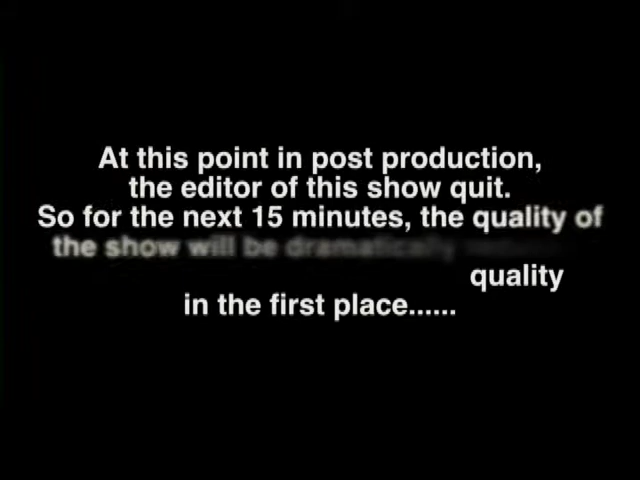 At this point in post production,
the editor of this show quit.
So for the next 15 minutes, the quality of
the show will be dramatically
quality
in the first place......